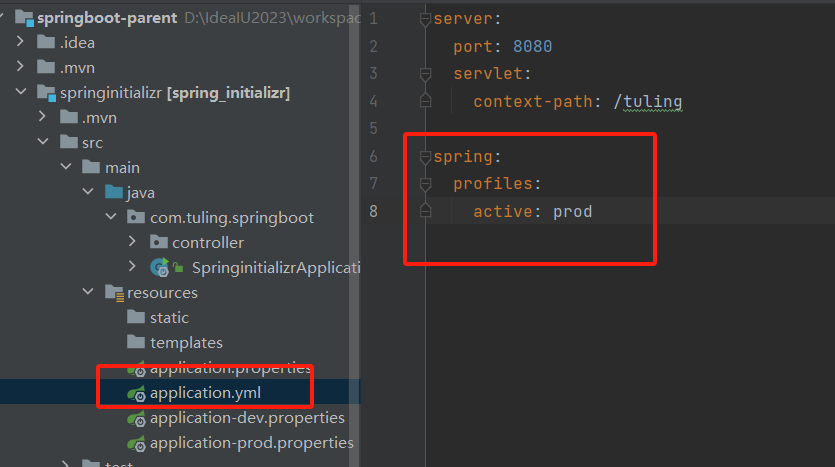 springboot-parent D:\IdeaIU2023\workspac
.idea
.mvn
springinitializr [spring_initializr]
.mvn
src
main
java
com.tuling.springboot
controller
SpringinitializrApplicati
resources
static
templates
application.properties
application.yml
application-dev.properties
application-prod.properties
test
1 server:
2 port: 8080
3 servlet:
4 context-path: /tuling
5
6 spring:
7 profiles:
8 active: prod